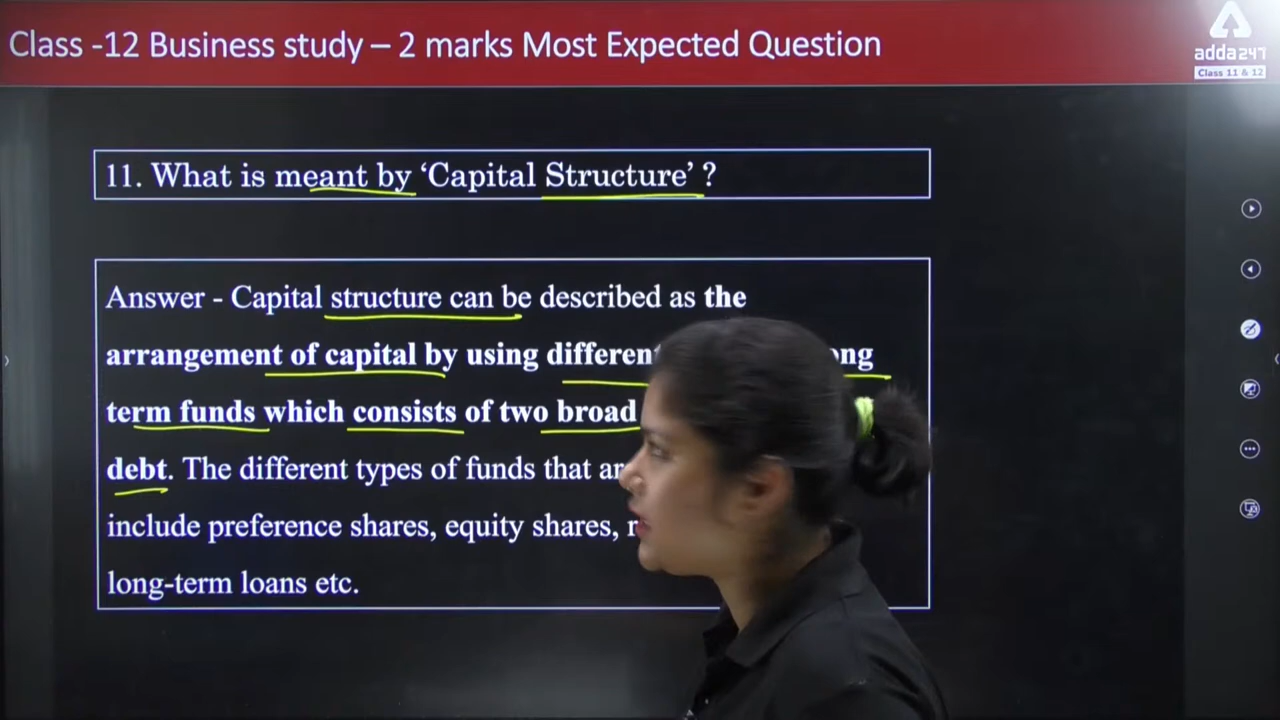 Class -12 Business study – 2 marks Most Expected Question
adda247
Class 11 & 12
11. What is meant by ‘Capital Structure’ ?
Answer - Capital structure can be described as the
arrangement of capital by using different
term funds which consists of two broad
debt. The different types of funds that
include preference shares, equity shares,
long-term loans etc.